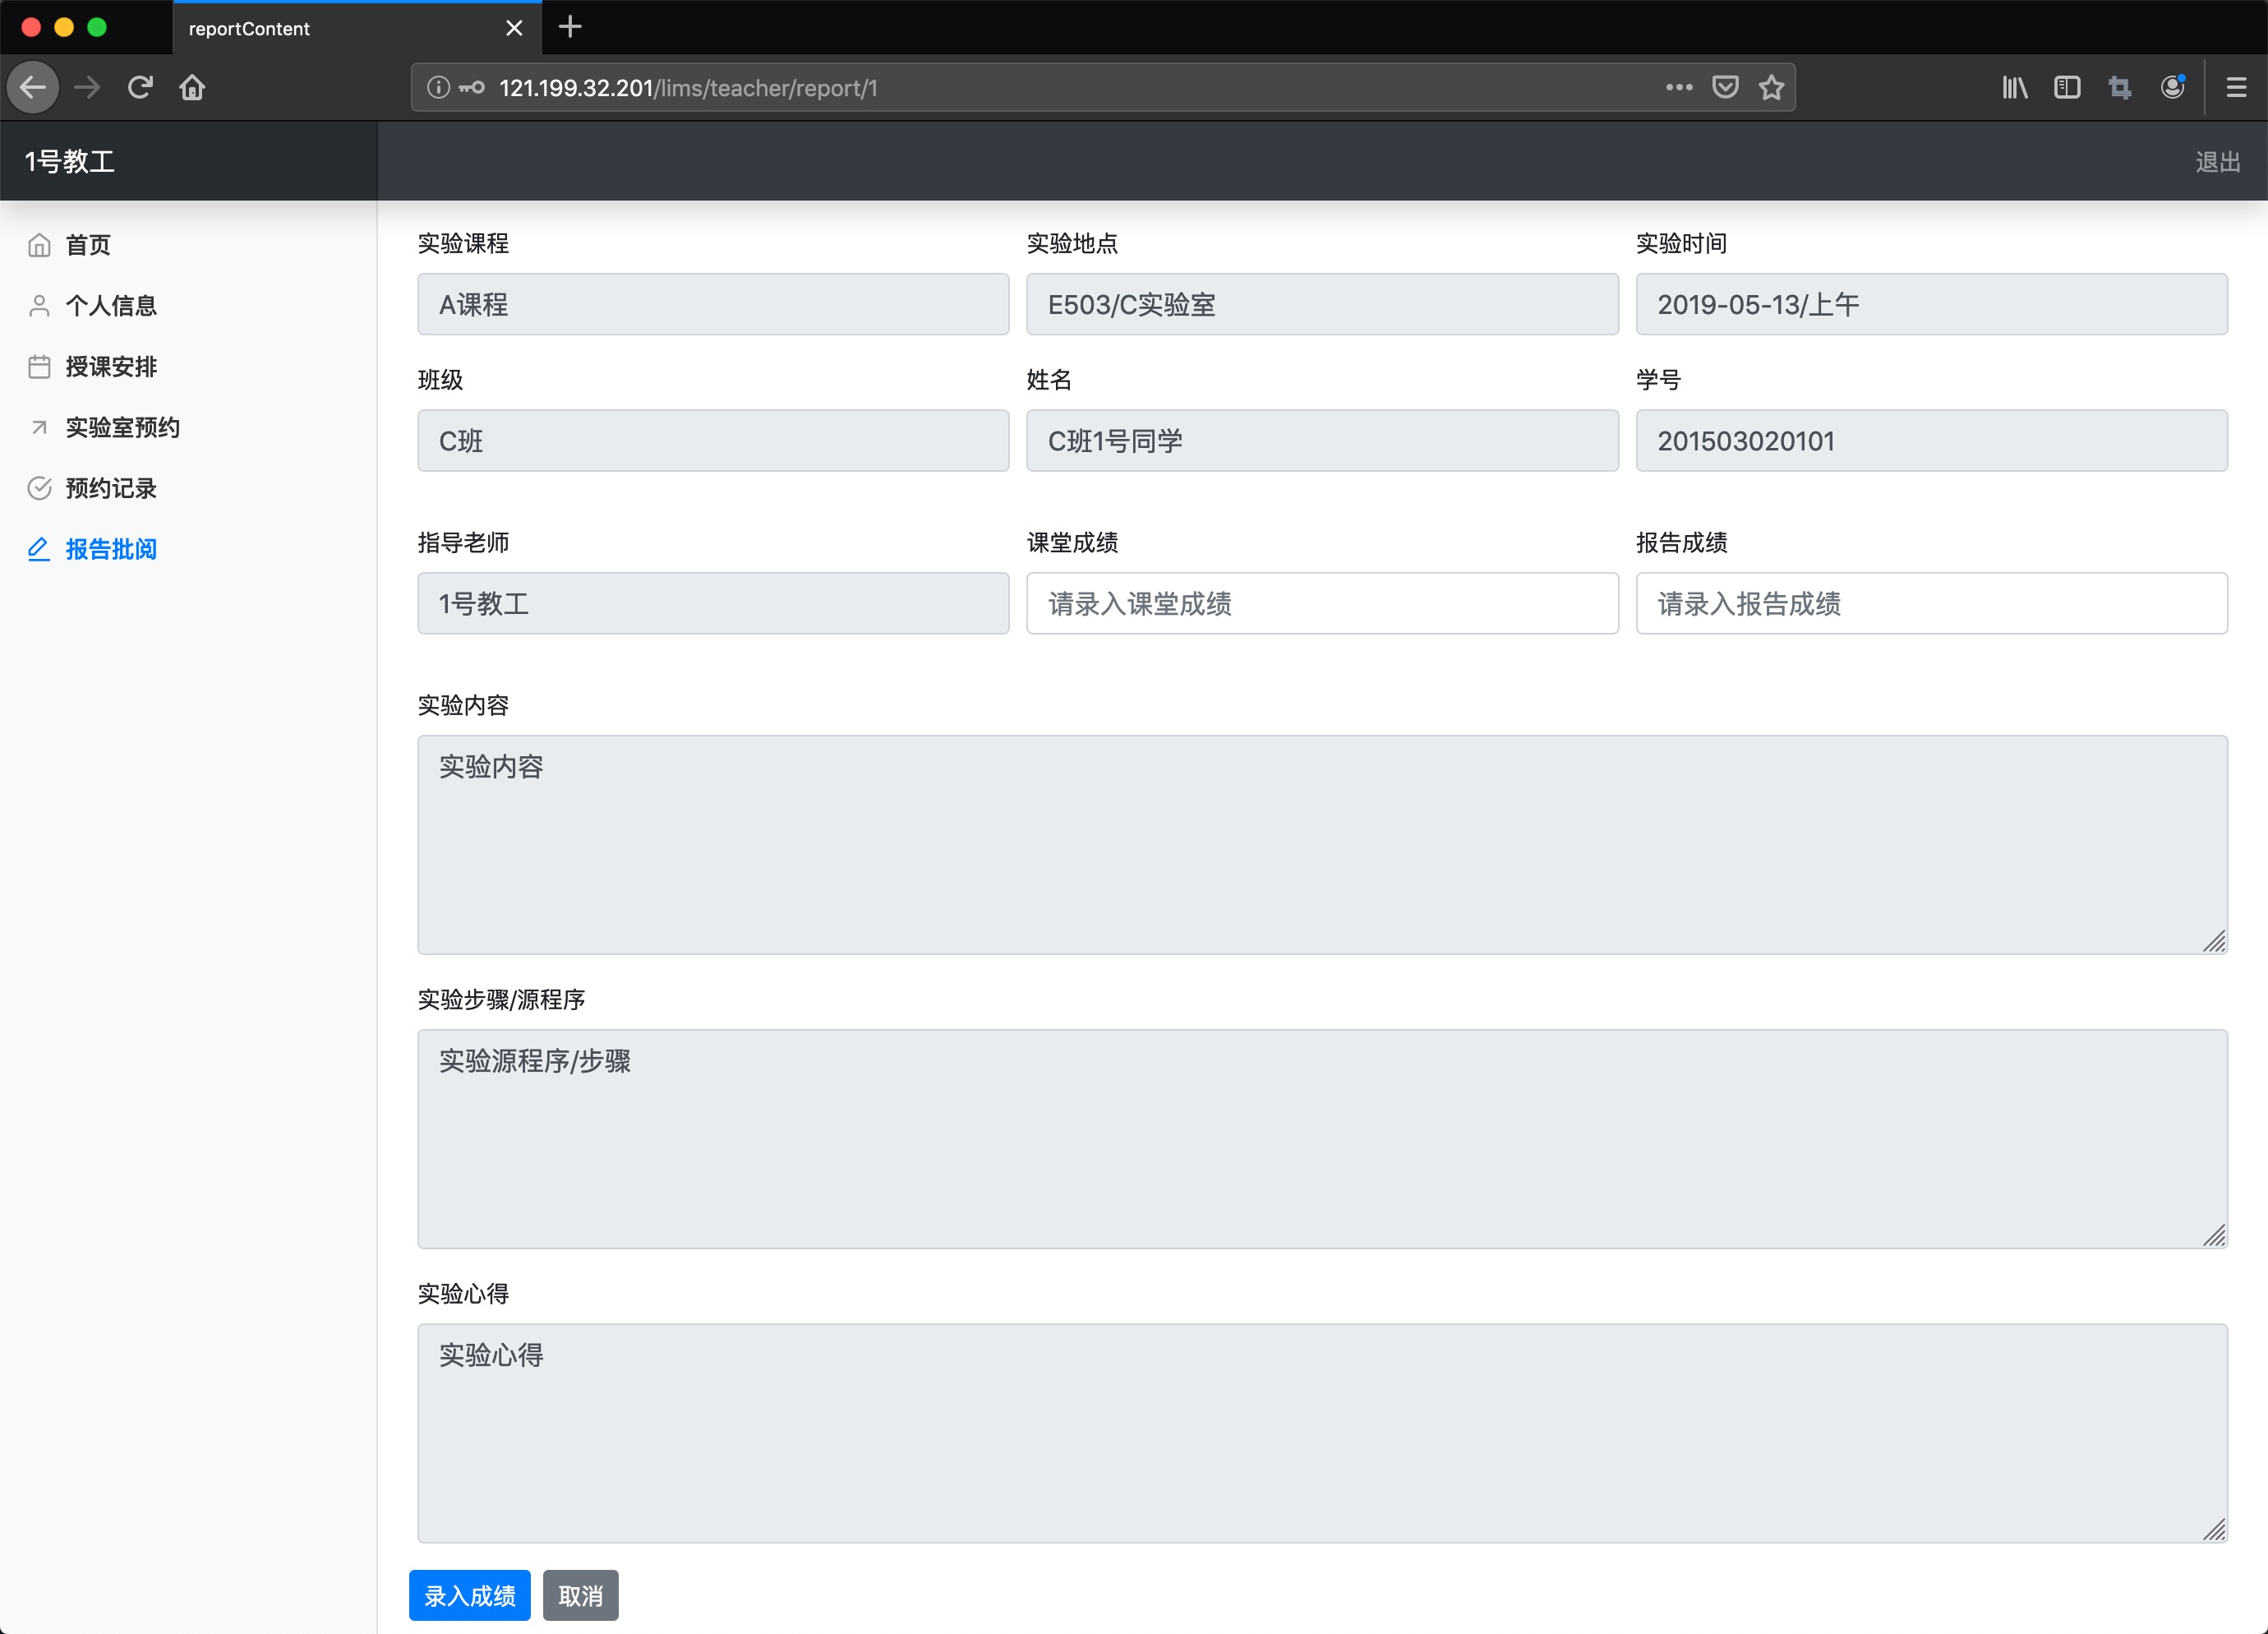 reportContent
121.199.32.201/lims/teacher/report/1
1号教工
退出
首页
个人信息
授课安排
实验室预约
预约记录
报告批阅
实验课程
实验地点
实验时间
A课程
E503/C实验室
2019-05-13/上午
班级
姓名
学号
C班
C班1号同学
201503020101
指导老师
课堂成绩
报告成绩
1号教工
请录入课堂成绩
请录入报告成绩
实验内容
实验内容
实验步骤/源程序
实验源程序/步骤
实验心得
实验心得
录入成绩
取消